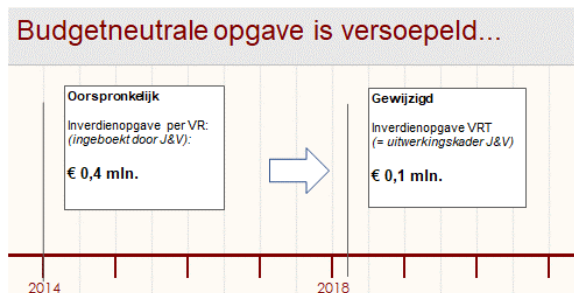 Budgetneutrale opgave is versoepeld...
Oorspronkelijk
Inverdienopgave per VR:
(ingeboekt door J&V):
€ 0,4 mln.
Gewijzigd
Inverdienopgave VRT
(= uitwerkingskader J&V)
€ 0,1 mln.
2014
2018